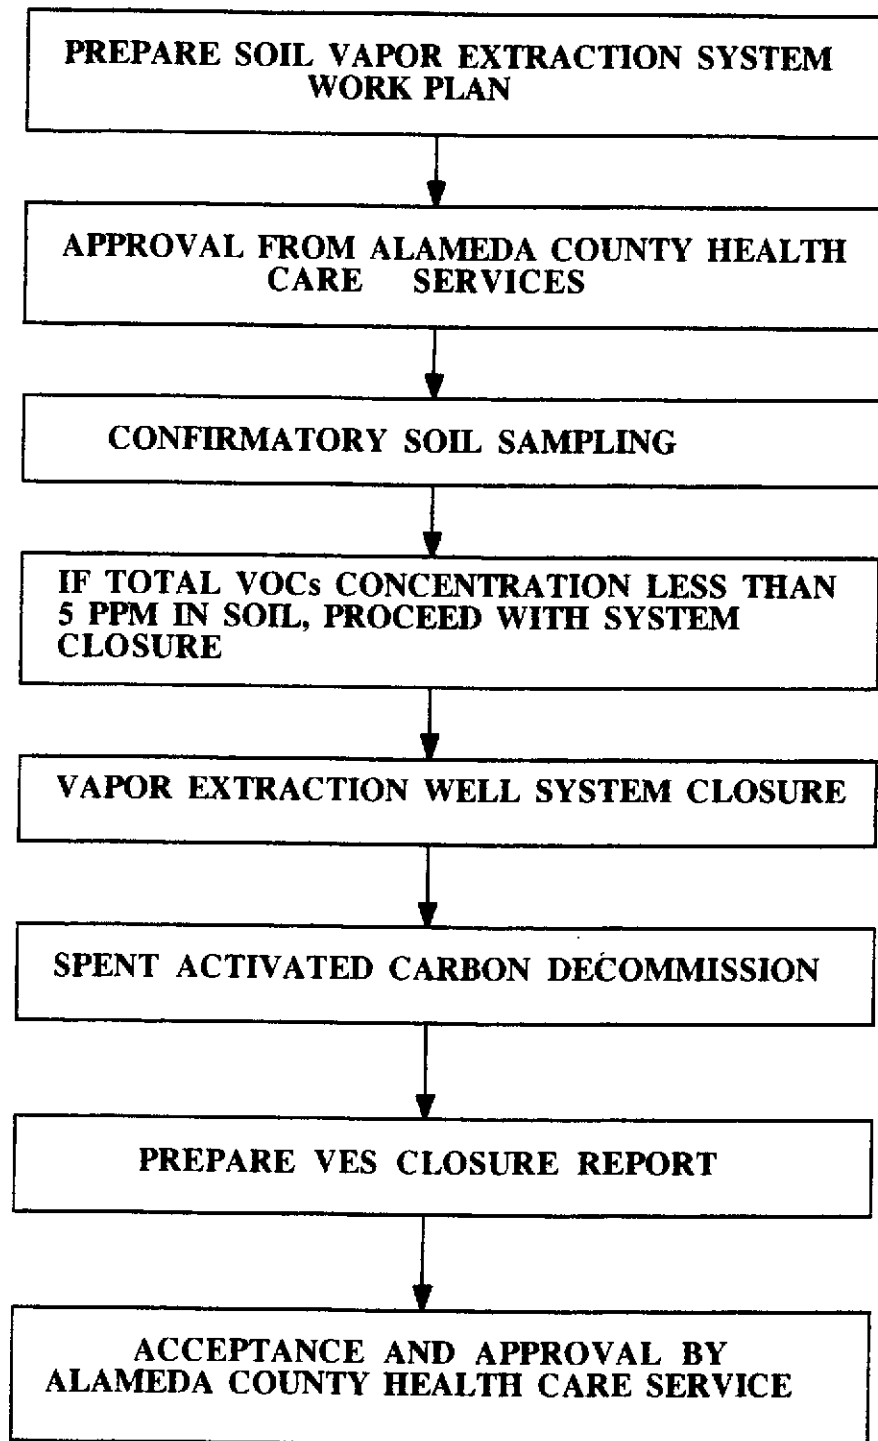 PREPARE SOIL VAPOR EXTRACTION SYSTEM
WORK PLAN
APPROVAL FROM ALAMEDA COUNTY HEALTH
CARE SERVICES
CONFIRMATORY SOIL SAMPLING
IF TOTAL VOCs CONCENTRATION LESS THAN
5 PPM IN SOIL, PROCEED WITH SYSTEM
CLOSURE
VAPOR EXTRACTION WELL SYSTEM CLOSURE
SPENT ACTIVATED CARBON DECOMMISSION
PREPARE VES CLOSURE REPORT
ACCEPTANCE AND APPROVAL BY
ALAMEDA COUNTY HEALTH CARE SERVICE